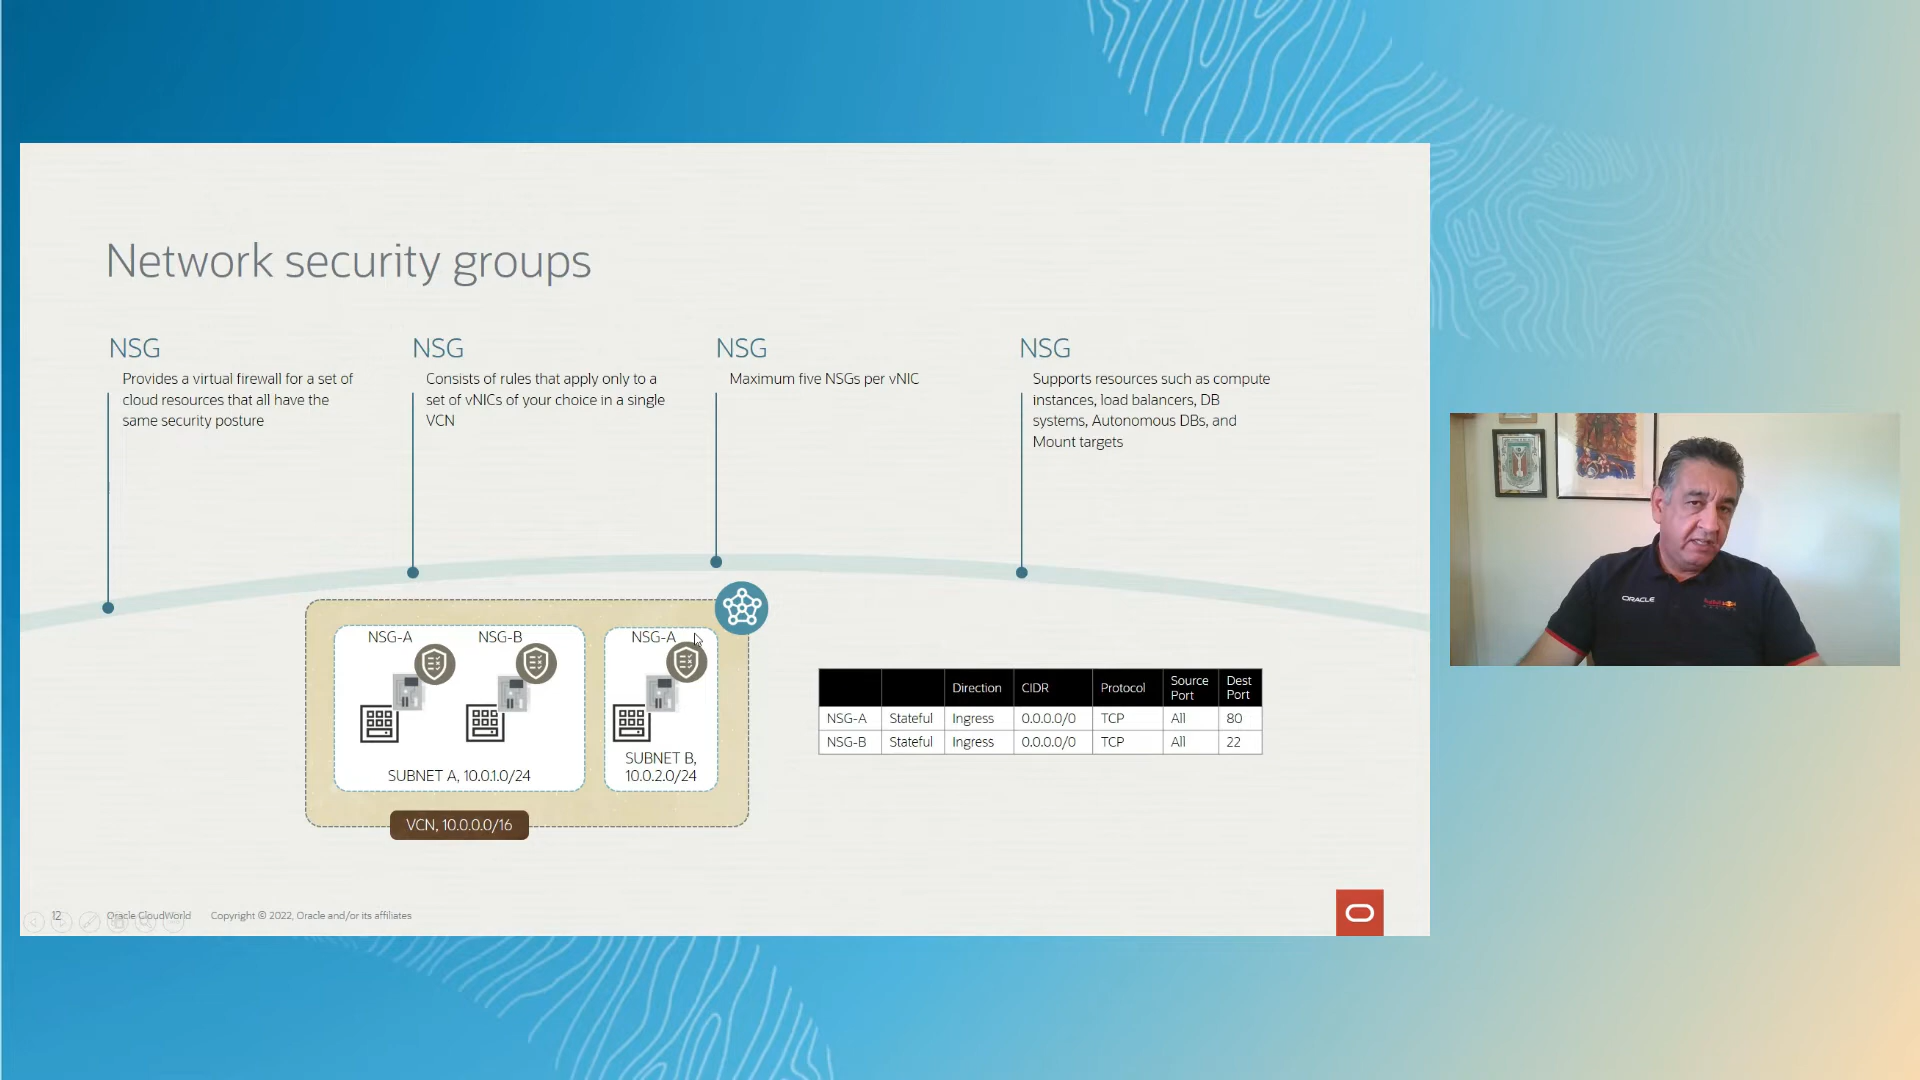 Network security groups
NSG
Provides a virtual firewall for a set of
cloud resources that all have the
same security posture
NSG
Consists of rules that apply only to a
set of vNICs of your choice in a single
VCN
NSG
Maximum five NSGs per vNIC
NSG
Supports resources such as compute
instances, load balancers, DB
systems, Autonomous DBs, and
Mount targets
NSG-A NSG-B NSG-A
SUBNET A, 10.0.1.0/24
SUBNET B,
10.0.2.0/24
VCN, 10.0.0.0/16
Direction CIDR Protocol Source Port Dest Port
NSG-A Stateful Ingress 0.0.0.0/0 TCP All 80
NSG-B Stateful Ingress 0.0.0.0/0 TCP All 22
12 Oracle CloudWorld Copyright © 2022, Oracle and/or its affiliates
ORACLE